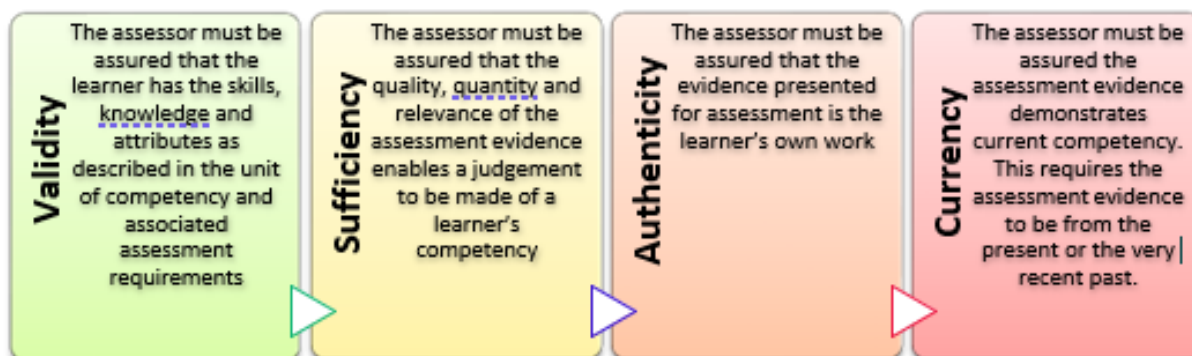 Validity
The assessor must be
assured that the
learner has the skills,
knowledge and
attributes as
described in the unit
of competency and
associated
assessment
requirements
Sufficiency
The assessor must be
assured that the
quality, quantity and
relevance of the
assessment evidence
enables a judgement
to be made of a
learner's
competency
Authenticity
The assessor must be
assured that the
evidence presented
for assessment is the
learner's own work
Currency
The assessor must be
assured the
assessment evidence
demonstrates
current competency.
This requires the
assessment evidence
to be from the
present or the very
recent past.